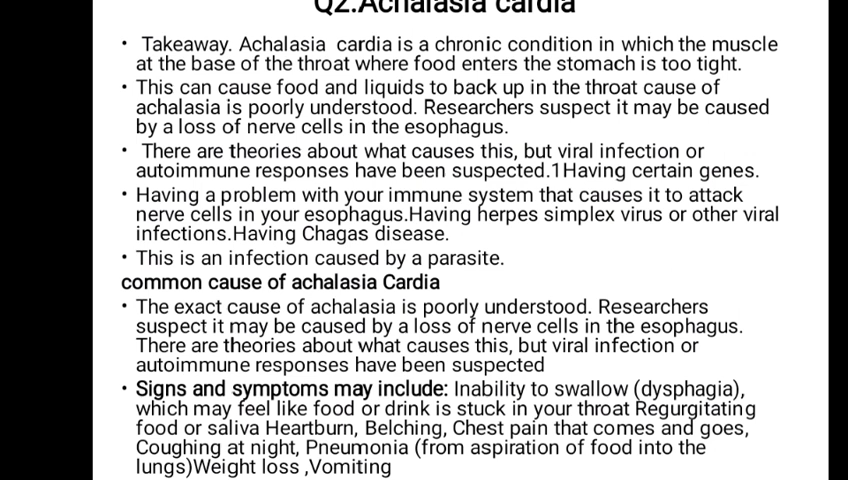 Q2.Achalasia cardia
• Takeaway. Achalasia cardia is a chronic condition in which the muscle
at the base of the throat where food enters the stomach is too tight.
• This can cause food and liquids to back up in the throat cause of
achalasia is poorly understood. Researchers suspect it may be caused
by a loss of nerve cells in the esophagus.
• There are theories about what causes this, but viral infection or
autoimmune responses have been suspected.1Having certain genes.
• Having a problem with your immune system that causes it to attack
nerve cells in your esophagus.Having herpes simplex virus or other viral
infections.Having Chagas disease.
• This is an infection caused by a parasite.
common cause of achalasia Cardia
• The exact cause of achalasia is poorly understood. Researchers
suspect it may be caused by a loss of nerve cells in the esophagus.
There are theories about what causes this, but viral infection or
autoimmune responses have been suspected
• Signs and symptoms may include: Inability to swallow (dysphagia),
which may feel like food or drink is stuck in your throat Regurgitating
food or saliva Heartburn, Belching, Chest pain that comes and goes,
Coughing at night, Pneumonia (from aspiration of food into the
lungs)Weight loss ,Vomiting